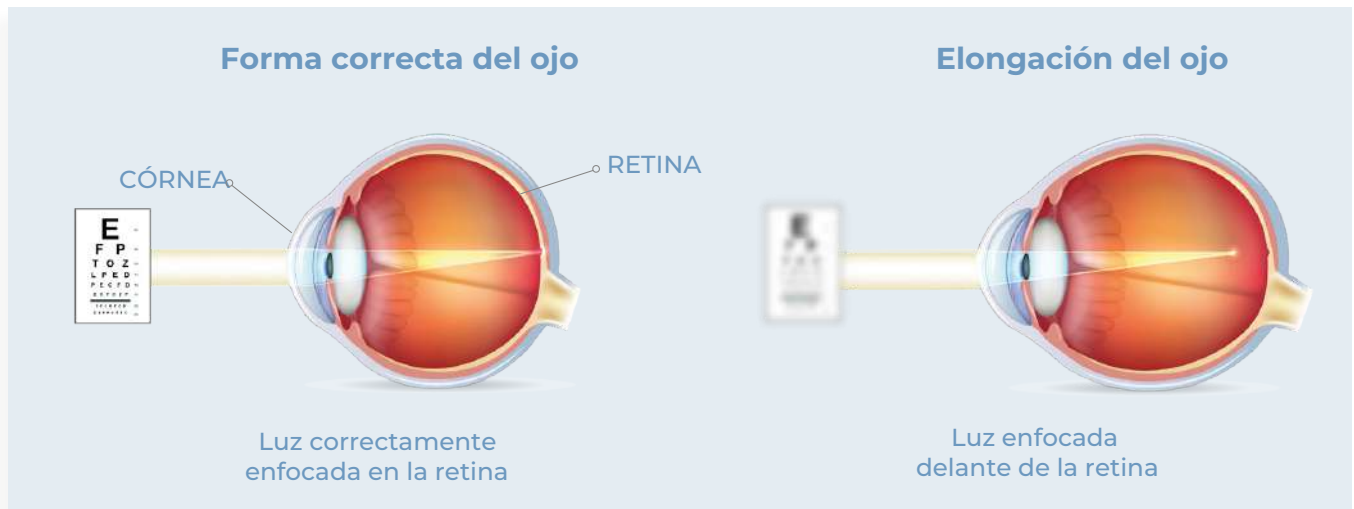 Forma correcta del ojo
Elongación del ojo
CÓRNEA
RETINA
E
F P
T O Z
L P E D
P E C F D
Luz correctamente
enfocada en la retina
Luz enfocada
delante de la retina